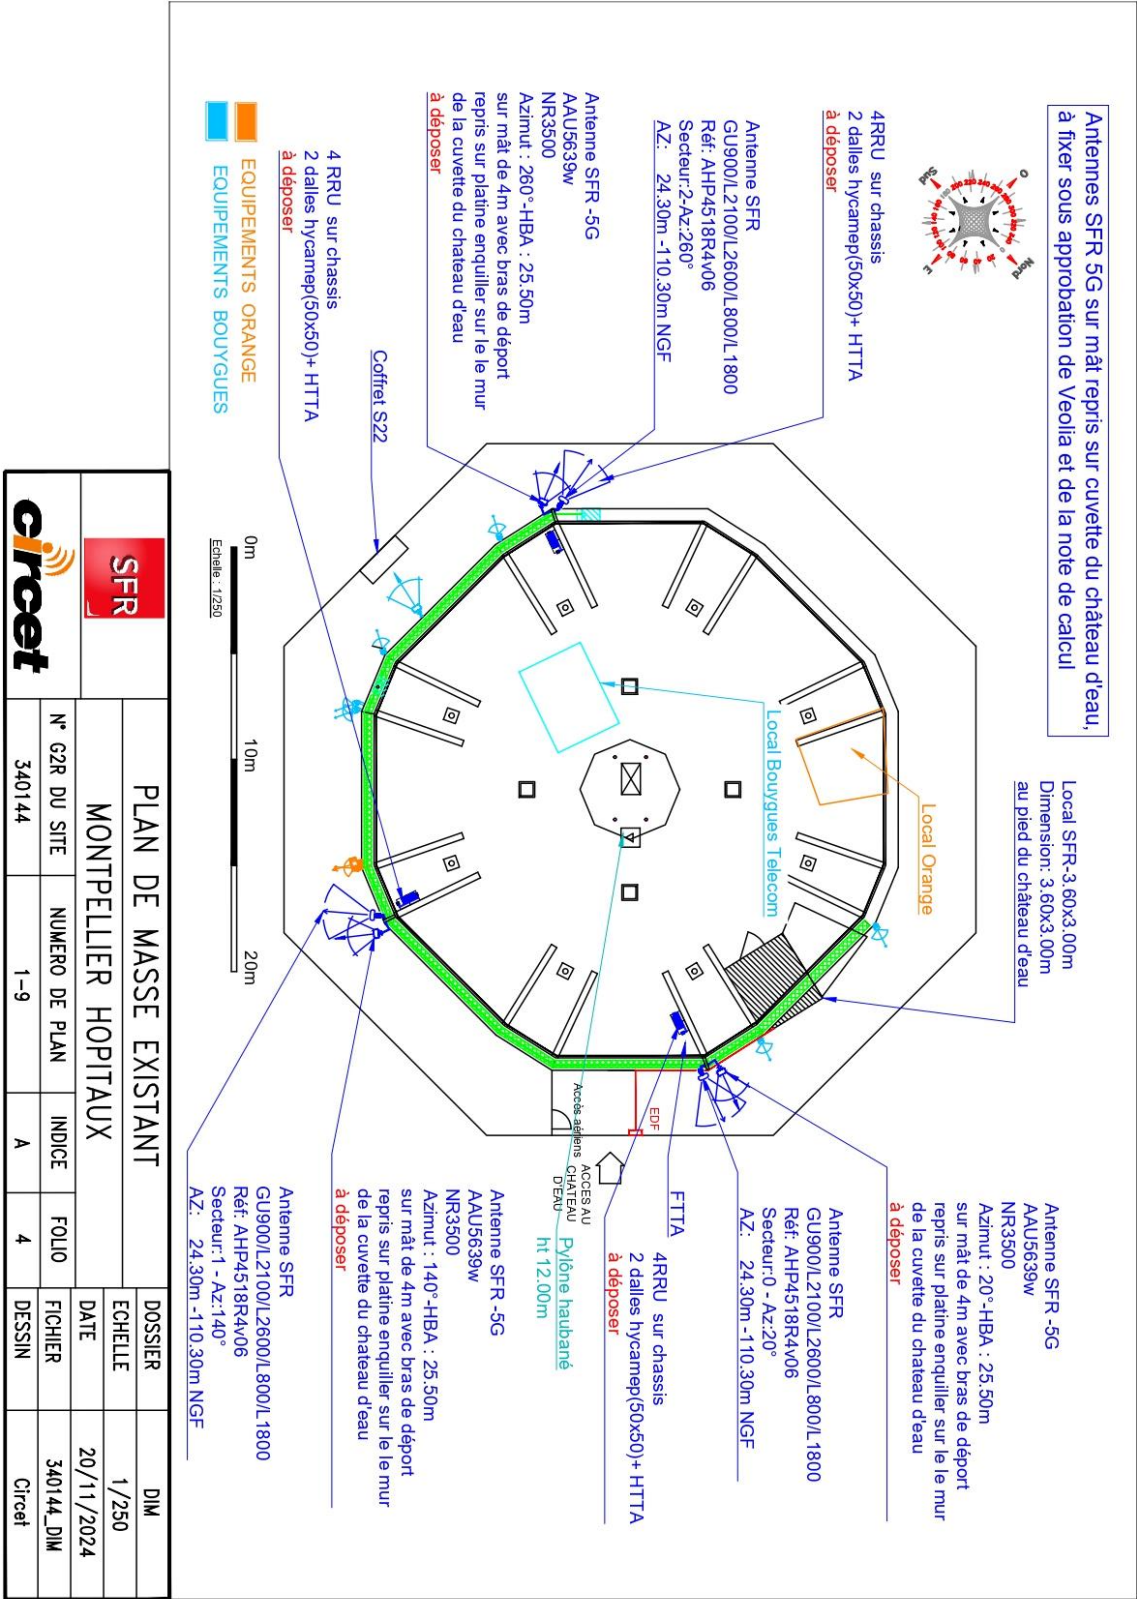 Antennes SFR 5G sur mât repris sur cuvette du château d'eau,
à fixer sous approbation de Veolia et de la note de calcul
Nord
Sud
O
E
4RRU sur chassis
2 dalles hycamep(50x50)+ HTTA
à déposer
Antenne SFR
GU900/L2100/L2600/L800/L1800
Réf: AHP4518R4v06
Secteur:2-Az:260°
AZ: 24.30m -110.30m NGF
Antenne SFR -5G
AAU5639w
NR3500
Azimut : 260°-HBA : 25.50m
sur mât de 4m avec bras de départ
repris sur platine enquiller sur le le mur
de la cuvette du chateau d'eau
à déposer
4 RRU sur chassis
2 dalles hycamep(50x50)+ HTTA
à déposer
EQUIPEMENTS ORANGE
EQUIPEMENTS BOUYGUES
Coffret S22
Local SFR-3.60x3.00m
Dimension: 3.60x3.00m
au pied du château d'eau
Local Orange
Local Bouygues Telecom
0m
10m
20m
Echelle : 1/250
EDF
Accès aériens
ACCES AU
CHATEAU
D'EAU
Pylône haubané
ht 12.00m
FTTA
Antenne SFR -5G
AAU5639w
NR3500
Azimut : 20°-HBA : 25.50m
sur mât de 4m avec bras de déport
repris sur platine enquiller sur le le mur
de la cuvette du chateau d'eau
à déposer
Antenne SFR
GU900/L2100/L2600/L800/L1800
Réf: AHP4518R4v06
Secteur:0 - Az:20°
AZ: 24.30m -110.30m NGF
4RRU sur chassis
2 dalles hycamep(50x50)+ HTTA
à déposer
Antenne SFR -5G
AAU5639w
NR3500
Azimut : 140°-HBA : 25.50m
sur mât de 4m avec bras de déport
repris sur platine enquiller sur le le mur
de la cuvette du chateau d'eau
à déposer
Antenne SFR
GU900/L2100/L2600/L800/L1800
Réf: AHP4518R4v06
Secteur:1 - Az:140°
AZ: 24.30m -110.30m NGF
SFR
circet
PLAN DE MASSE EXISTANT
MONTPELLIER HOPITAUX
N° G2R DU SITE
NUMERO DE PLAN
INDICE
FOLIO
340144
1-9
A
4
DOSSIER
DIM
ECHELLE
1/250
DATE
20/11/2024
FICHIER
340144_DIM
DESSIN
Circet